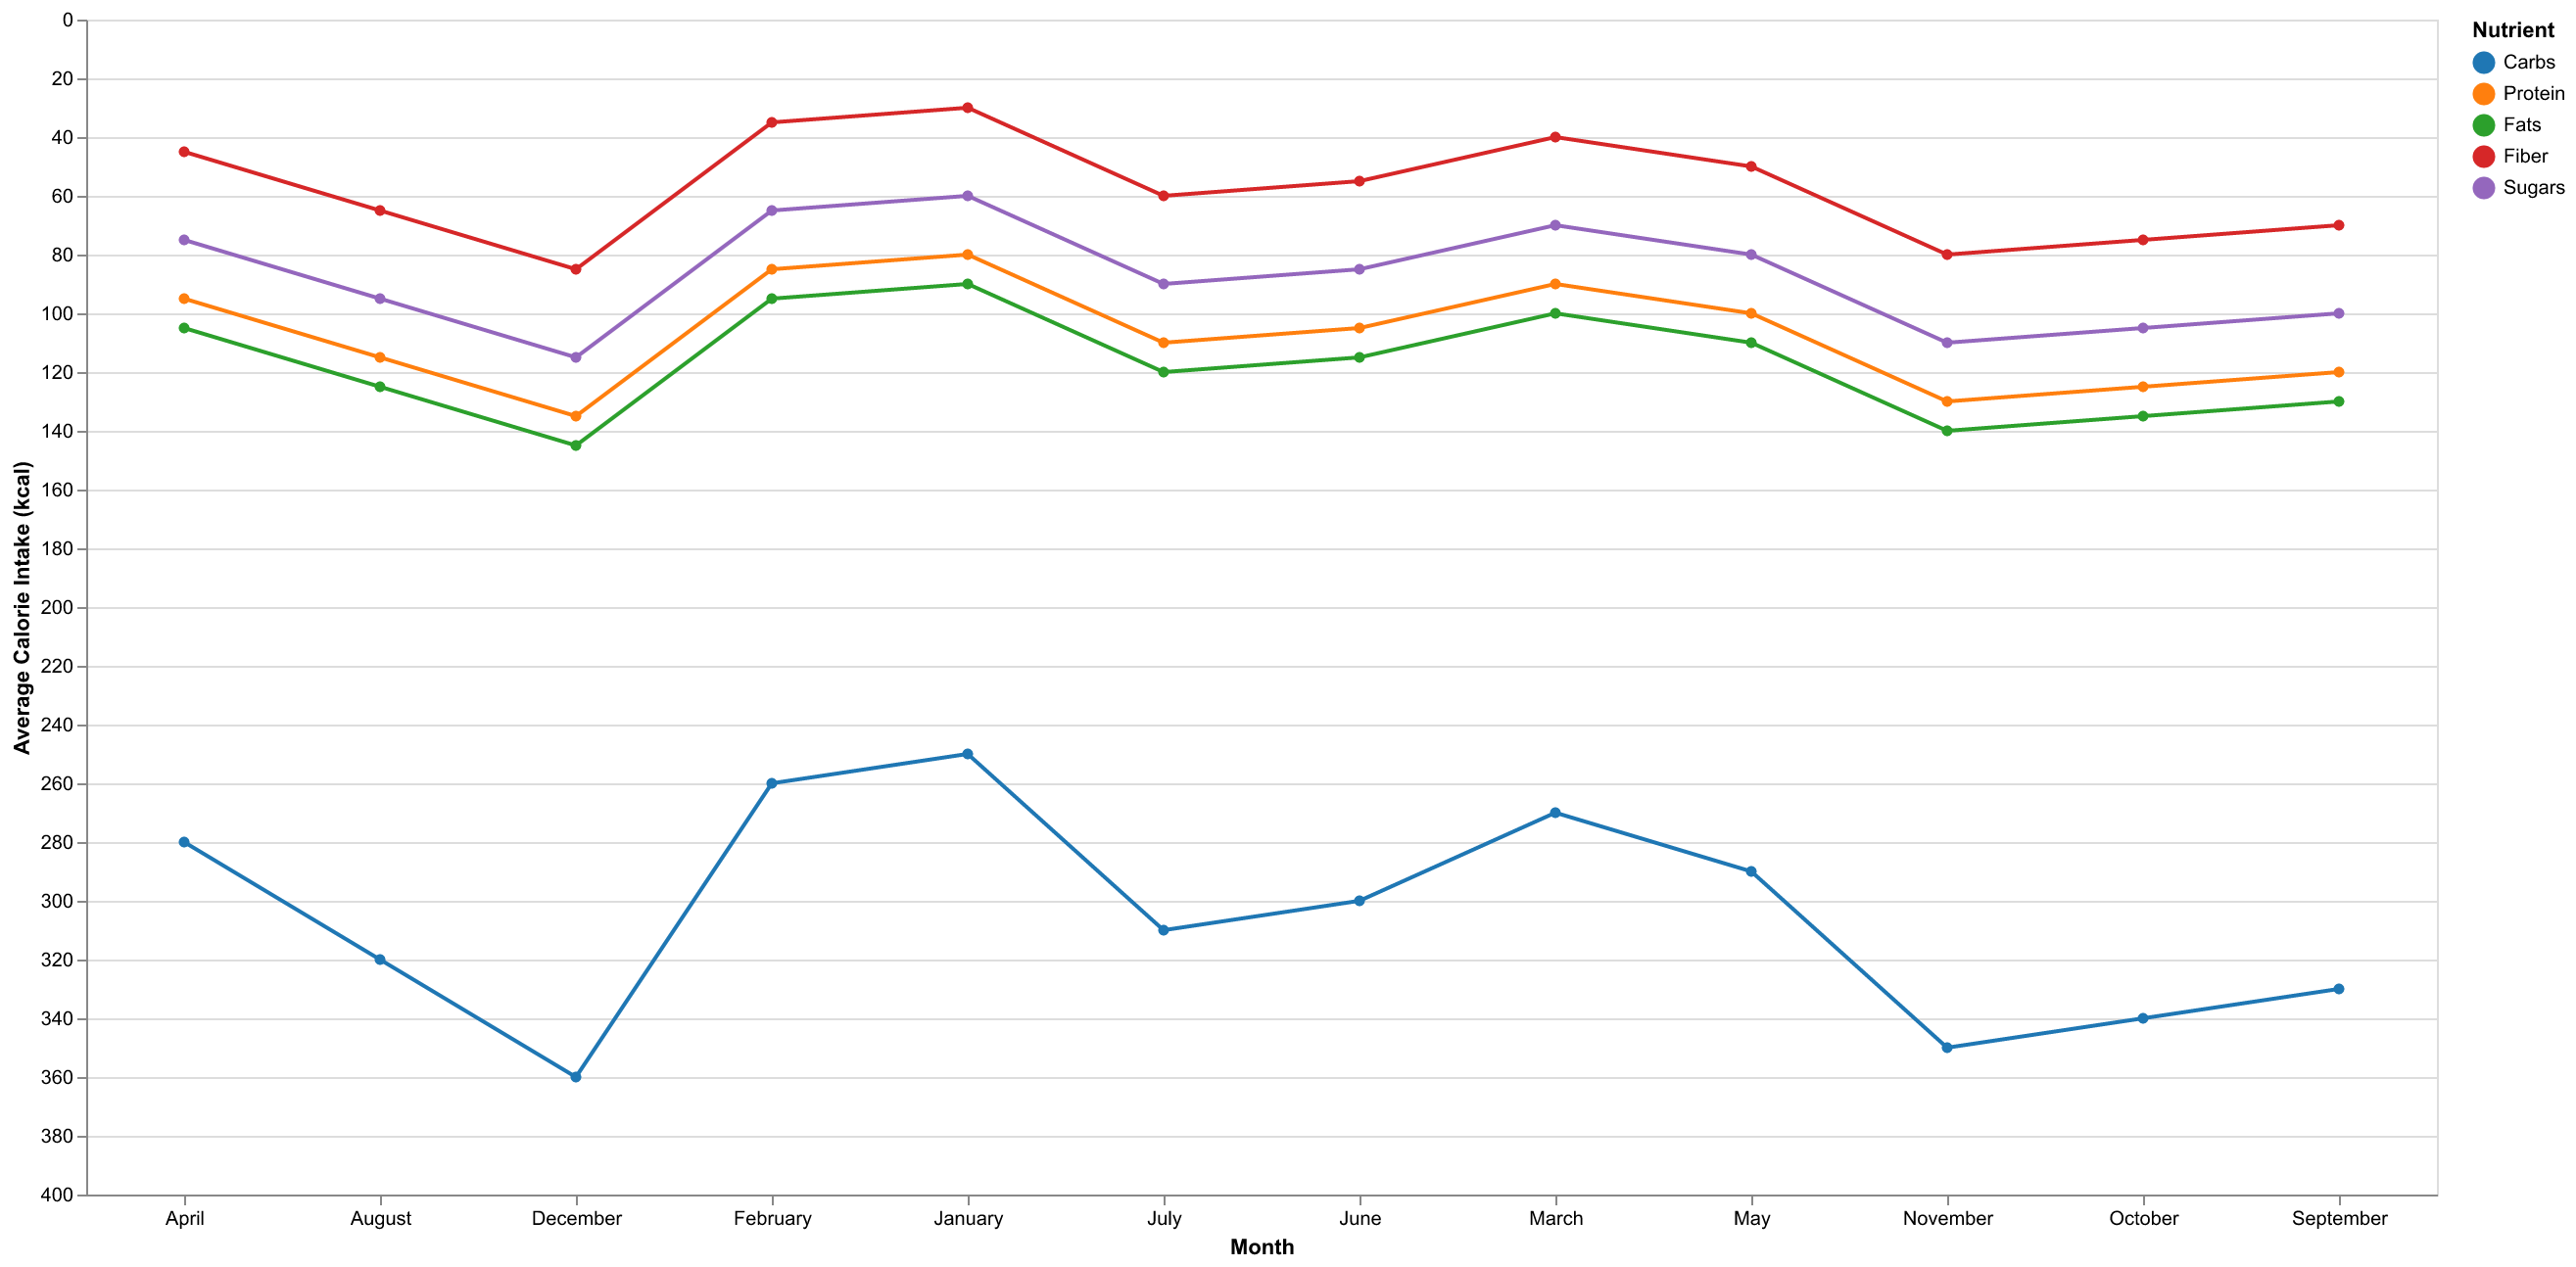 0
20
40
60
80
100
120
140
160
180
200
220
240
260
280
300
320
340
360
380
400
Average Calorie Intake (kcal)
April August December February January July June March May November October September
Month
Nutrient
Carbs
Protein
Fats
Fiber
Sugars